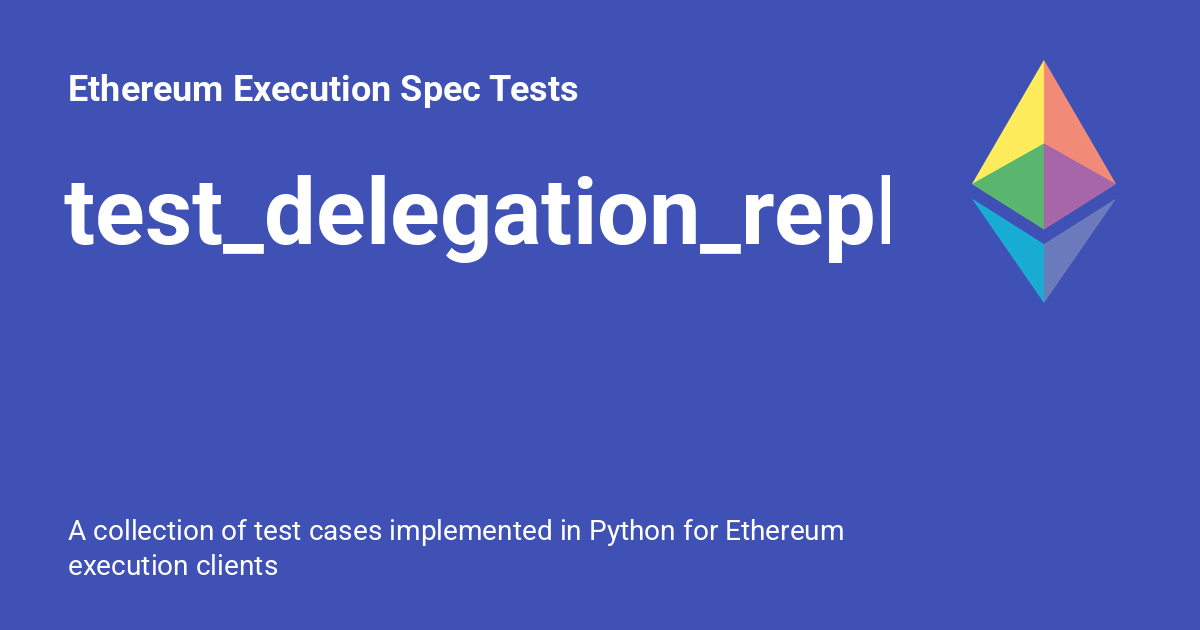 Ethereum Execution Spec Tests
test_delegation_repl
A collection of test cases implemented in Python for Ethereum
execution clients